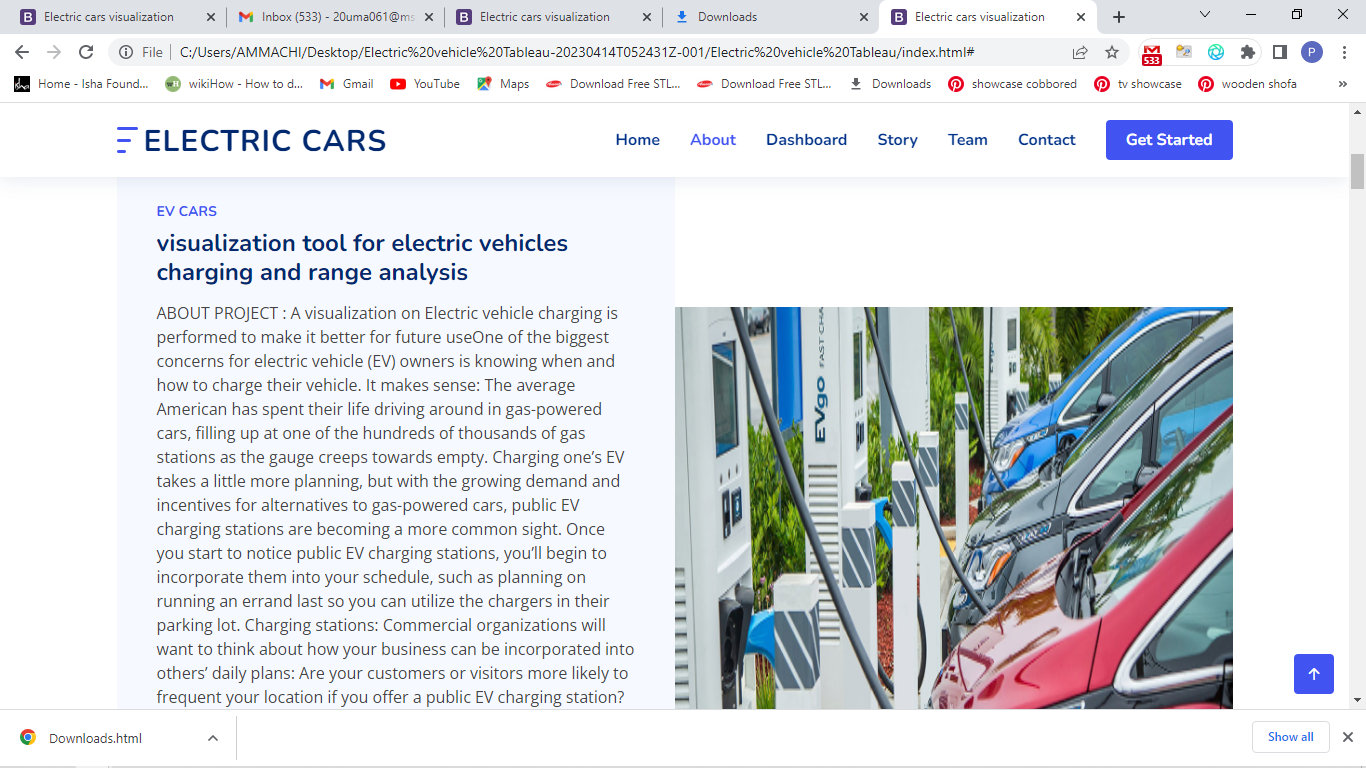 Electric cars visualization
Inbox (533) - 20uma061@ms
Electric cars visualization
Downloads
Electric cars visualization
File
C:/Users/AMMACHI/Desktop/Electric%20vehicle%20Tableau-20230414T052431Z-001/Electric%20vehicle%20Tableau/index.html#
533
P
Home - Isha Found...
wikiHow - How to d...
Gmail
YouTube
Maps
Download Free STL...
Download Free STL...
Downloads
showcase cobbored
tv showcase
wooden shofa
ELECTRIC CARS
Home
About
Dashboard
Story
Team
Contact
Get Started
EV CARS
visualization tool for electric vehicles
charging and range analysis
ABOUT PROJECT : A visualization on Electric vehicle charging is
performed to make it better for future useOne of the biggest
concerns for electric vehicle (EV) owners is knowing when and
how to charge their vehicle. It makes sense: The average
American has spent their life driving around in gas-powered
cars, filling up at one of the hundreds of thousands of gas
stations as the gauge creeps towards empty. Charging one’s EV
takes a little more planning, but with the growing demand and
incentives for alternatives to gas-powered cars, public EV
charging stations are becoming a more common sight. Once
you start to notice public EV charging stations, you’ll begin to
incorporate them into your schedule, such as planning on
running an errand last so you can utilize the chargers in their
parking lot. Charging stations: Commercial organizations will
want to think about how your business can be incorporated into
others’ daily plans: Are your customers or visitors more likely to
frequent your location if you offer a public EV charging station?
EVgo
FAST CHA
Downloads.html
Show all